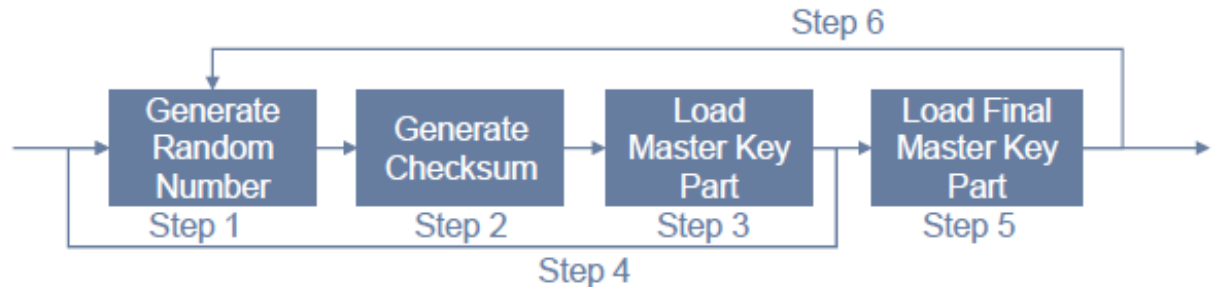 Step 6
Generate
Random
Number
Generate
Checksum
Load
Master Key
Part
Load Final
Master Key
Part
Step 1
Step 2
Step 3
Step 5
Step 4